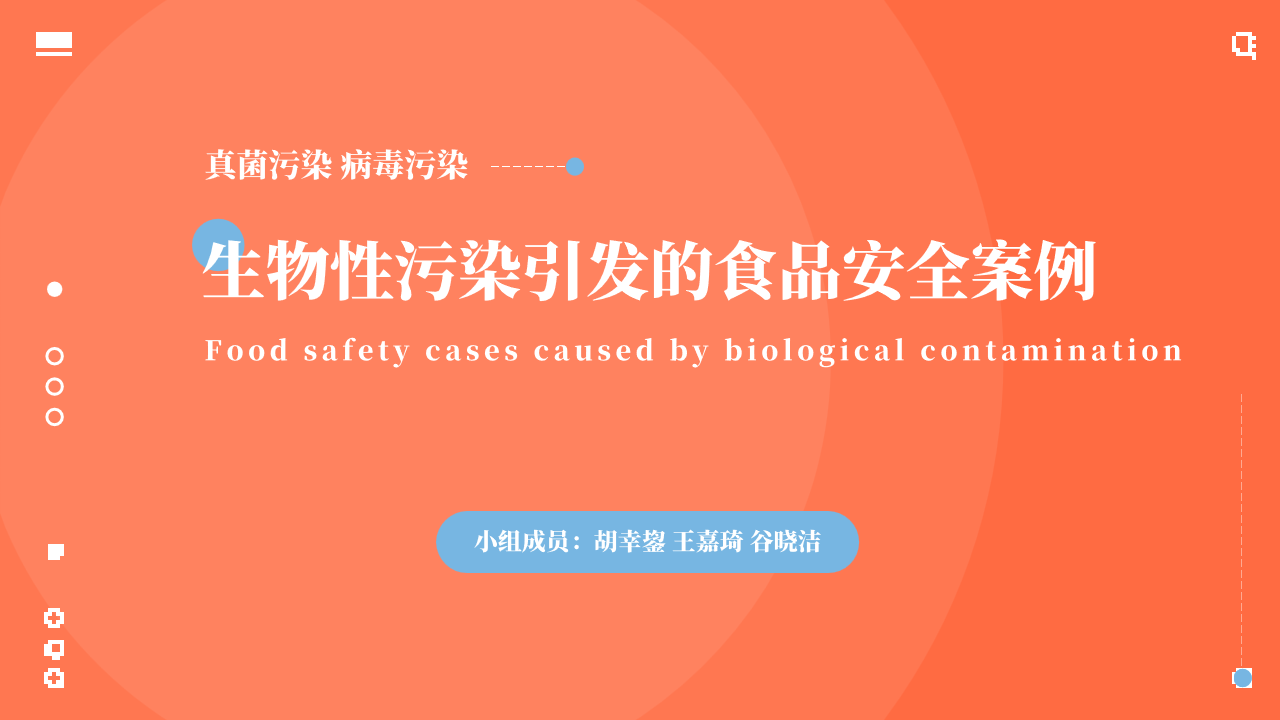 真菌污染 病毒污染
生物性污染引发的食品安全案例
Food safety cases caused by biological contamination
小组成员：胡幸鋆 王嘉琦 谷晓洁